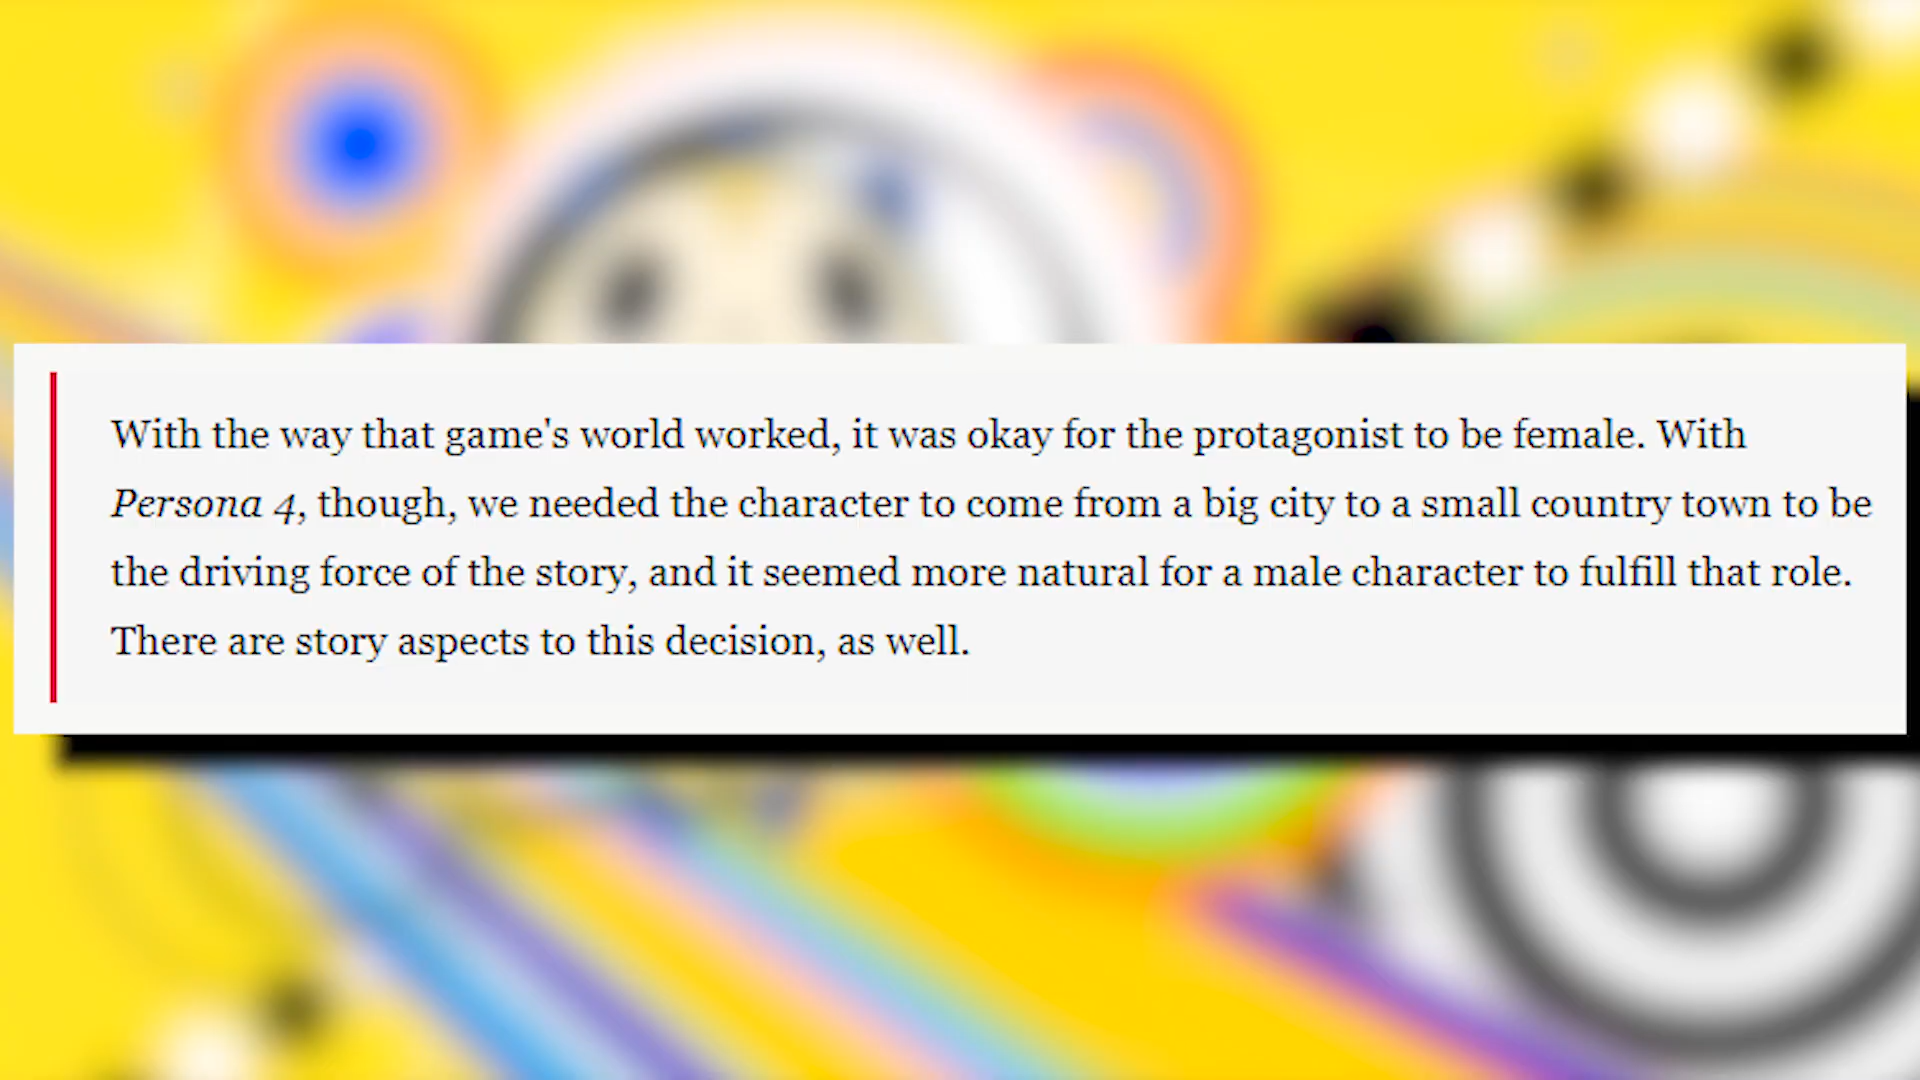 With the way that game's world worked, it was okay for the protagonist to be female. With
Persona 4, though, we needed the character to come from a big city to a small country town to be
the driving force of the story, and it seemed more natural for a male character to fulfill that role.
There are story aspects to this decision, as well.